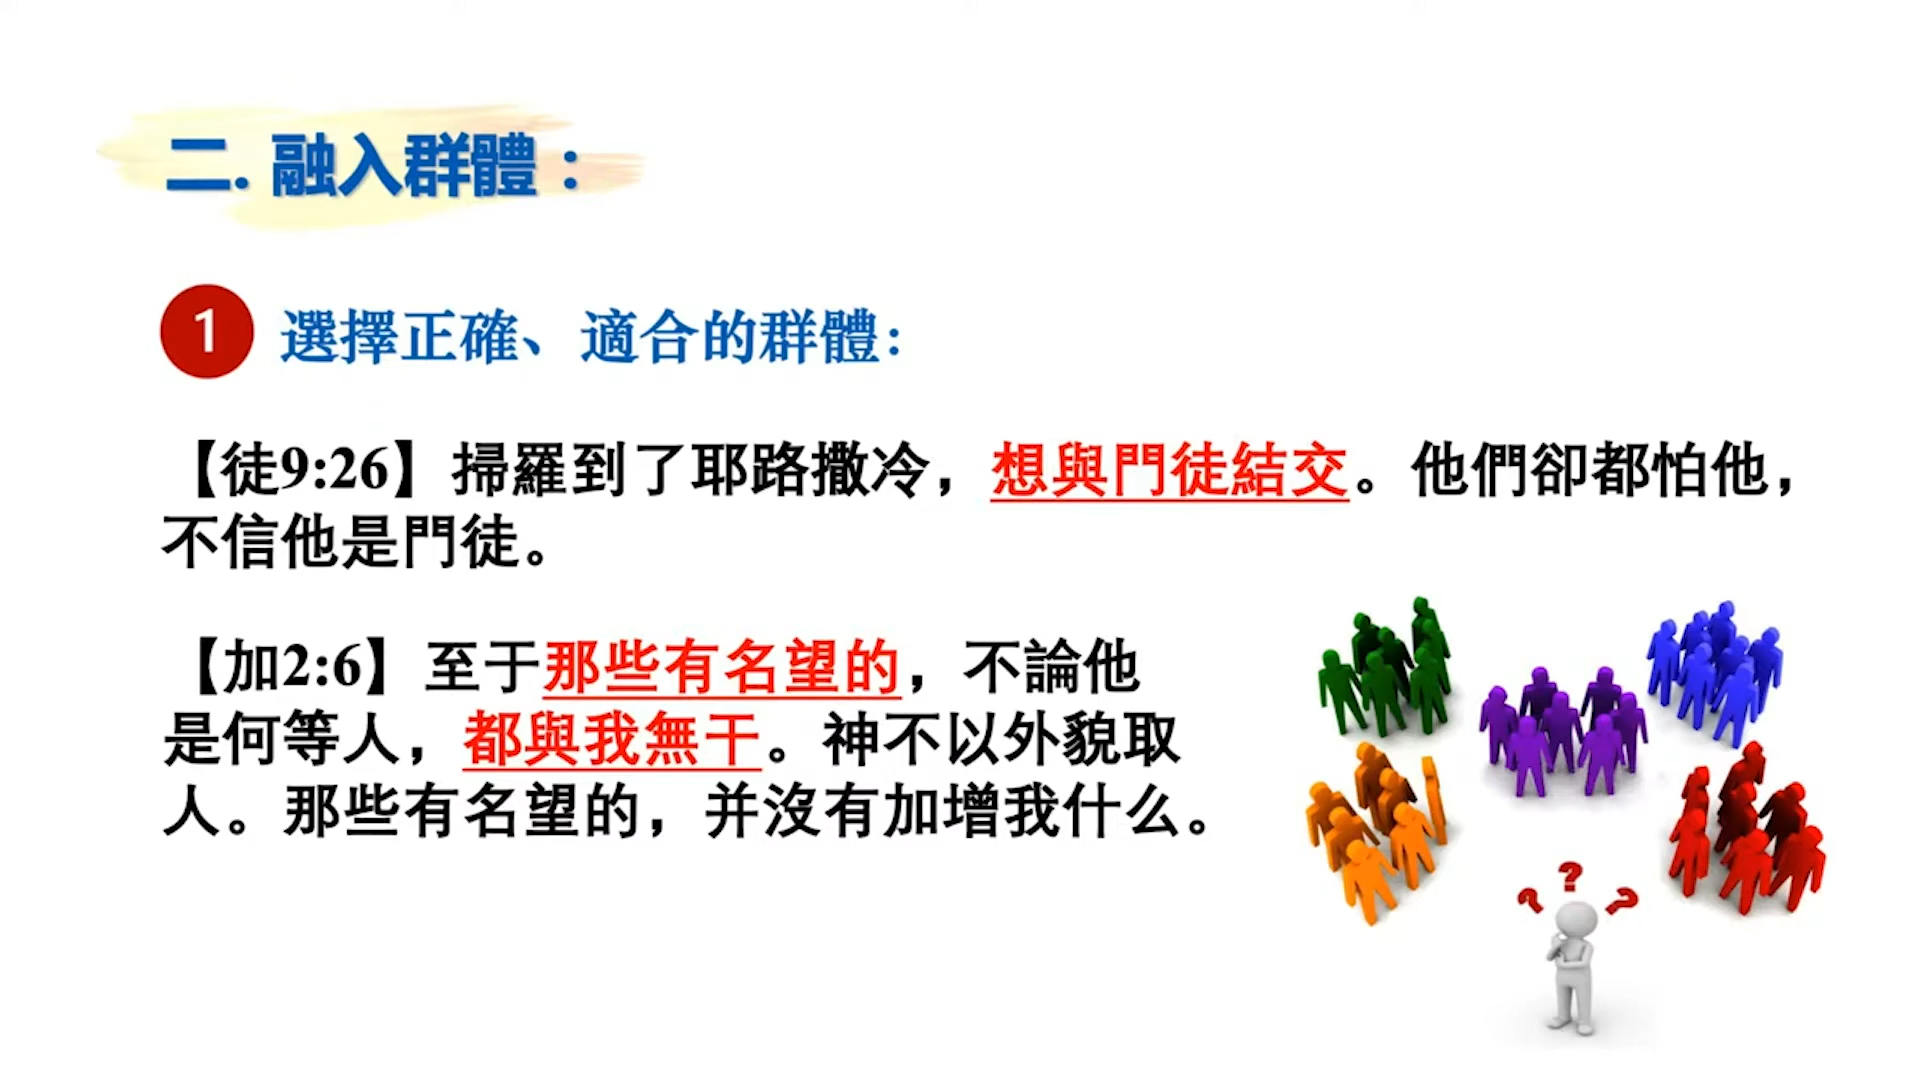 二. 融入群體：
1 選擇正確、適合的群體：
【徒9:26】掃羅到了耶路撒冷，想與門徒結交。他們卻都怕他，
不信他是門徒。
【加2:6】至于那些有名望的，不論他
是何等人，都與我無干。神不以外貌取
人。那些有名望的，并沒有加增我什么。
? ? ?